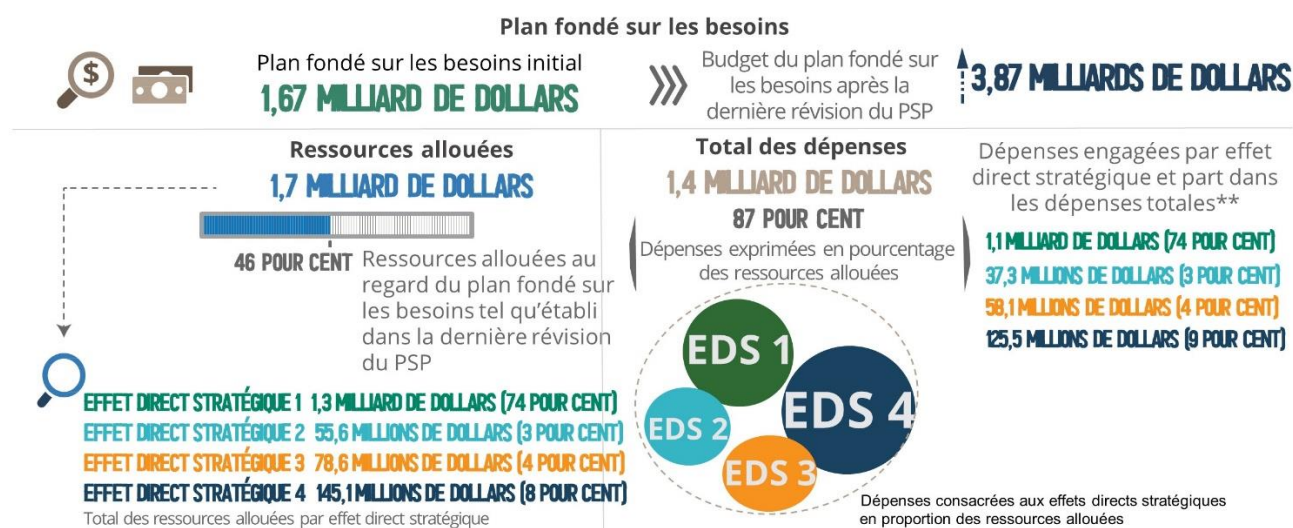 Plan fondé sur les besoins
$
Plan fondé sur les besoins initial
1,67 MILLIARD DE DOLLARS
Budget du plan fondé sur
les besoins après la
dernière révision du PSP
3,87 MILLIARDS DE DOLLARS
Ressources allouées
1,7 MILLIARD DE DOLLARS
46 POUR CENT
Ressources allouées au
regard du plan fondé sur
les besoins tel qu'établi
dans la dernière révision
du PSP
EFFET DIRECT STRATÉGIQUE 1 1,3 MILLIARD DE DOLLARS (74 POUR CENT)
EFFET DIRECT STRATÉGIQUE 2 55,6 MILLIONS DE DOLLARS (3 POUR CENT)
EFFET DIRECT STRATÉGIQUE 3 78,6 MILLIONS DE DOLLARS (4 POUR CENT)
EFFET DIRECT STRATÉGIQUE 4 145,1 MILLIONS DE DOLLARS (8 POUR CENT)
Total des ressources allouées par effet direct stratégique
Total des dépenses
1,4 MILLIARD DE DOLLARS
87 POUR CENT
Dépenses exprimées en pourcentage
des ressources allouées
EDS 1
EDS 2
EDS 3
EDS 4
Dépenses engagées par effet
direct stratégique et part dans
les dépenses totales**
1,1 MILLIARD DE DOLLARS (74 POUR CENT)
37,3 MILLIONS DE DOLLARS (3 POUR CENT)
58,1 MILLIONS DE DOLLARS (4 POUR CENT)
125,5 MILLIONS DE DOLLARS (9 POUR CENT)
Dépenses consacrées aux effets directs stratégiques
en proportion des ressources allouées